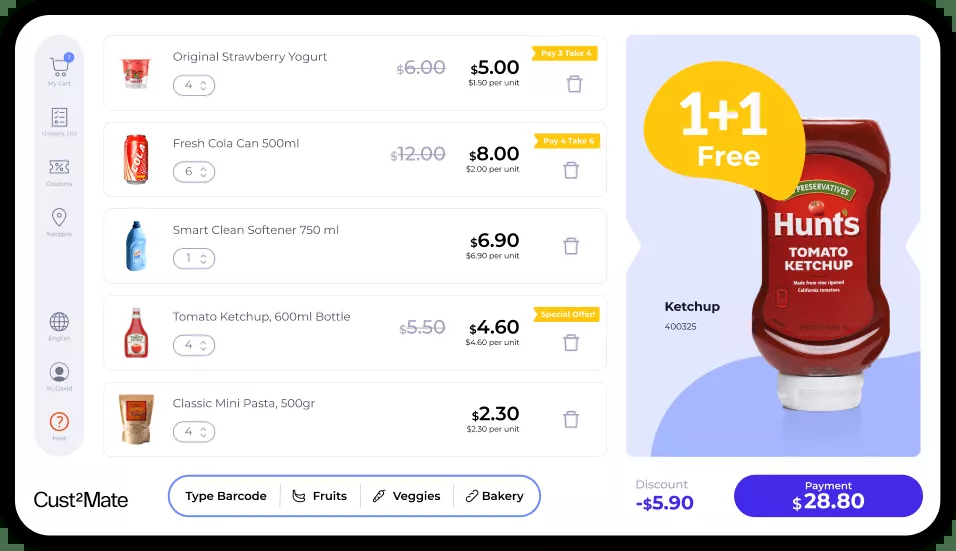 My Cart
Grocery List
Coupons
Navigate
English
Hi, David
Help
Original Strawberry Yogurt
4
$6.00
$5.00
$1.50 per unit
Pay 3 Take 4
Fresh Cola Can 500ml
6
$12.00
$8.00
$2.00 per unit
Pay 4 Take 6
COLA
Smart Clean Softener 750 ml
1
$6.90
$6.90 per unit
Tomato Ketchup, 600ml Bottle
4
$5.50
$4.60
$4.60 per unit
Special Offer!
Classic Mini Pasta, 500gr
4
$2.30
$2.30 per unit
1+1
Free
PRESERVATIVES
Hunt's
TOMATO
KETCHUP
Made from vine ripened
California tomatoes
Ketchup
400325
Cust2Mate
Type Barcode
Fruits
Veggies
Bakery
Discount
-$5.90
Payment
$28.80